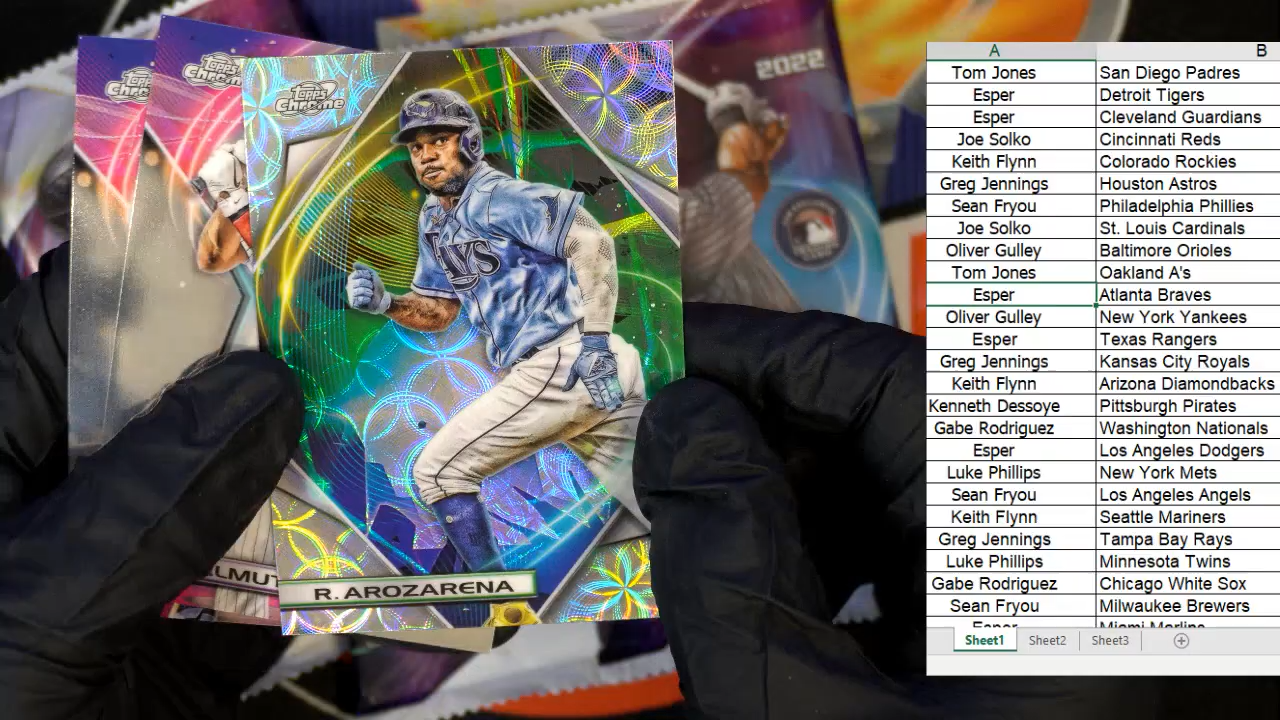 Topps
Chrome
Topps
Chrome
Topps
Chrome
2022
RAYS
LMUT
R. AROZARENA
A B
Tom Jones San Diego Padres
Esper Detroit Tigers
Esper Cleveland Guardians
Joe Solko Cincinnati Reds
Keith Flynn Colorado Rockies
Greg Jennings Houston Astros
Sean Fryou Philadelphia Phillies
Joe Solko St. Louis Cardinals
Oliver Gulley Baltimore Orioles
Tom Jones Oakland A's
Esper Atlanta Braves
Oliver Gulley New York Yankees
Esper Texas Rangers
Greg Jennings Kansas City Royals
Keith Flynn Arizona Diamondbacks
Kenneth Dessoye Pittsburgh Pirates
Gabe Rodriguez Washington Nationals
Esper Los Angeles Dodgers
Luke Phillips New York Mets
Sean Fryou Los Angeles Angels
Keith Flynn Seattle Mariners
Greg Jennings Tampa Bay Rays
Luke Phillips Minnesota Twins
Gabe Rodriguez Chicago White Sox
Sean Fryou Milwaukee Brewers
Esper Miami Marlins
Sheet1 Sheet2 Sheet3